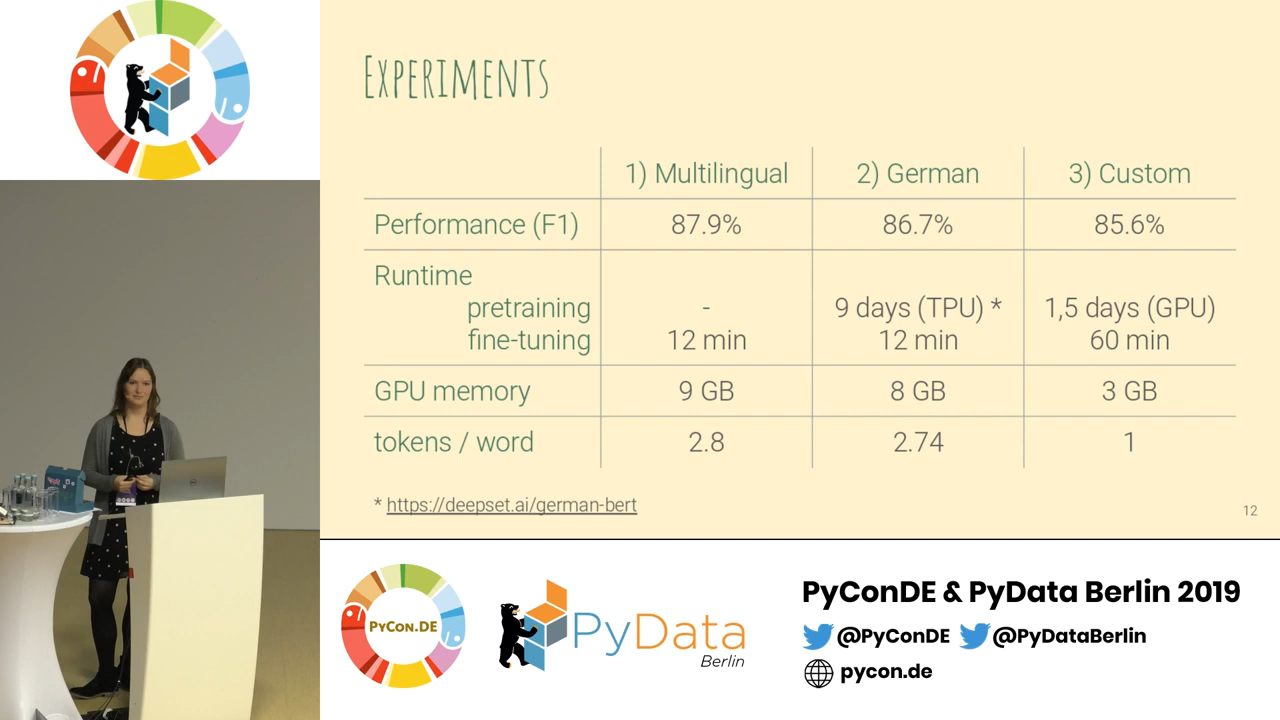 EXPERIMENTS
1) Multilingual 2) German 3) Custom
Performance (F1) 87.9% 86.7% 85.6%
Runtime
pretraining - 9 days (TPU) * 1,5 days (GPU)
fine-tuning 12 min 12 min 60 min
GPU memory 9 GB 8 GB 3 GB
tokens / word 2.8 2.74 1
* https://deepset.ai/german-bert
12
PYCON.DE
PyData
Berlin
PyConDE & PyData Berlin 2019
@PyConDE @PyDataBerlin
pycon.de